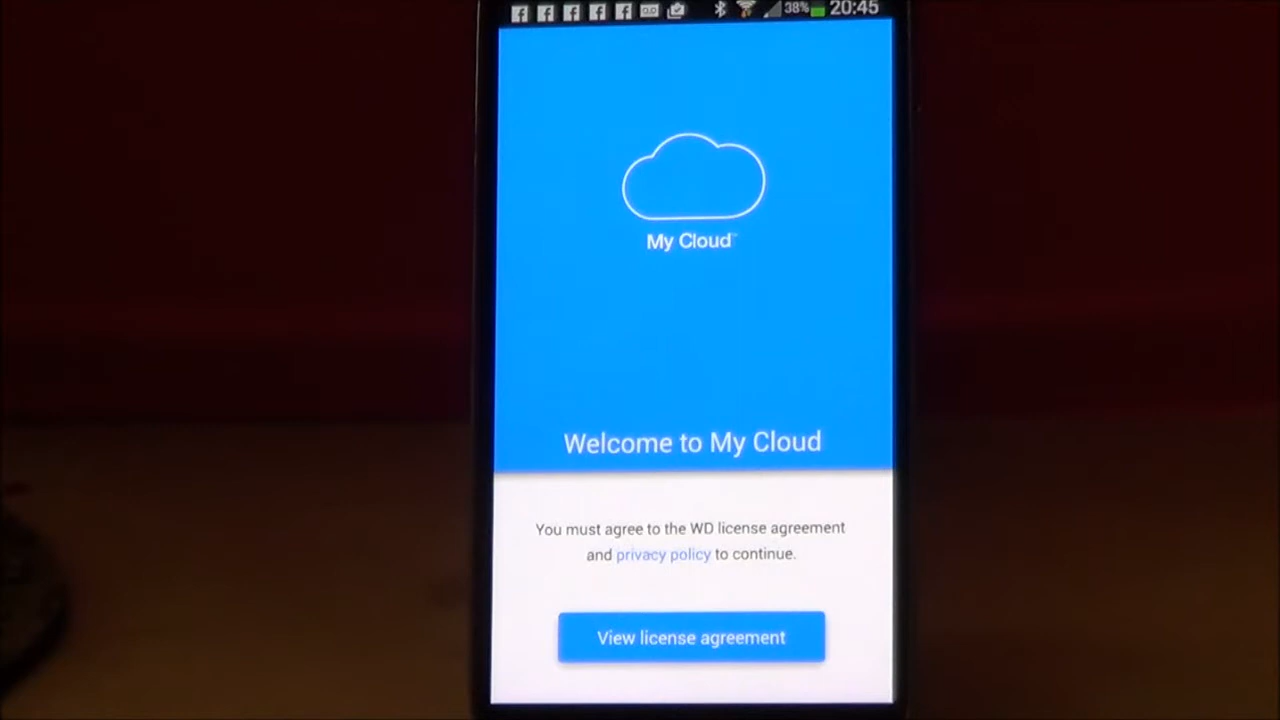 38% 20:45
My Cloud™
Welcome to My Cloud
You must agree to the WD license agreement
and privacy policy to continue.
View license agreement